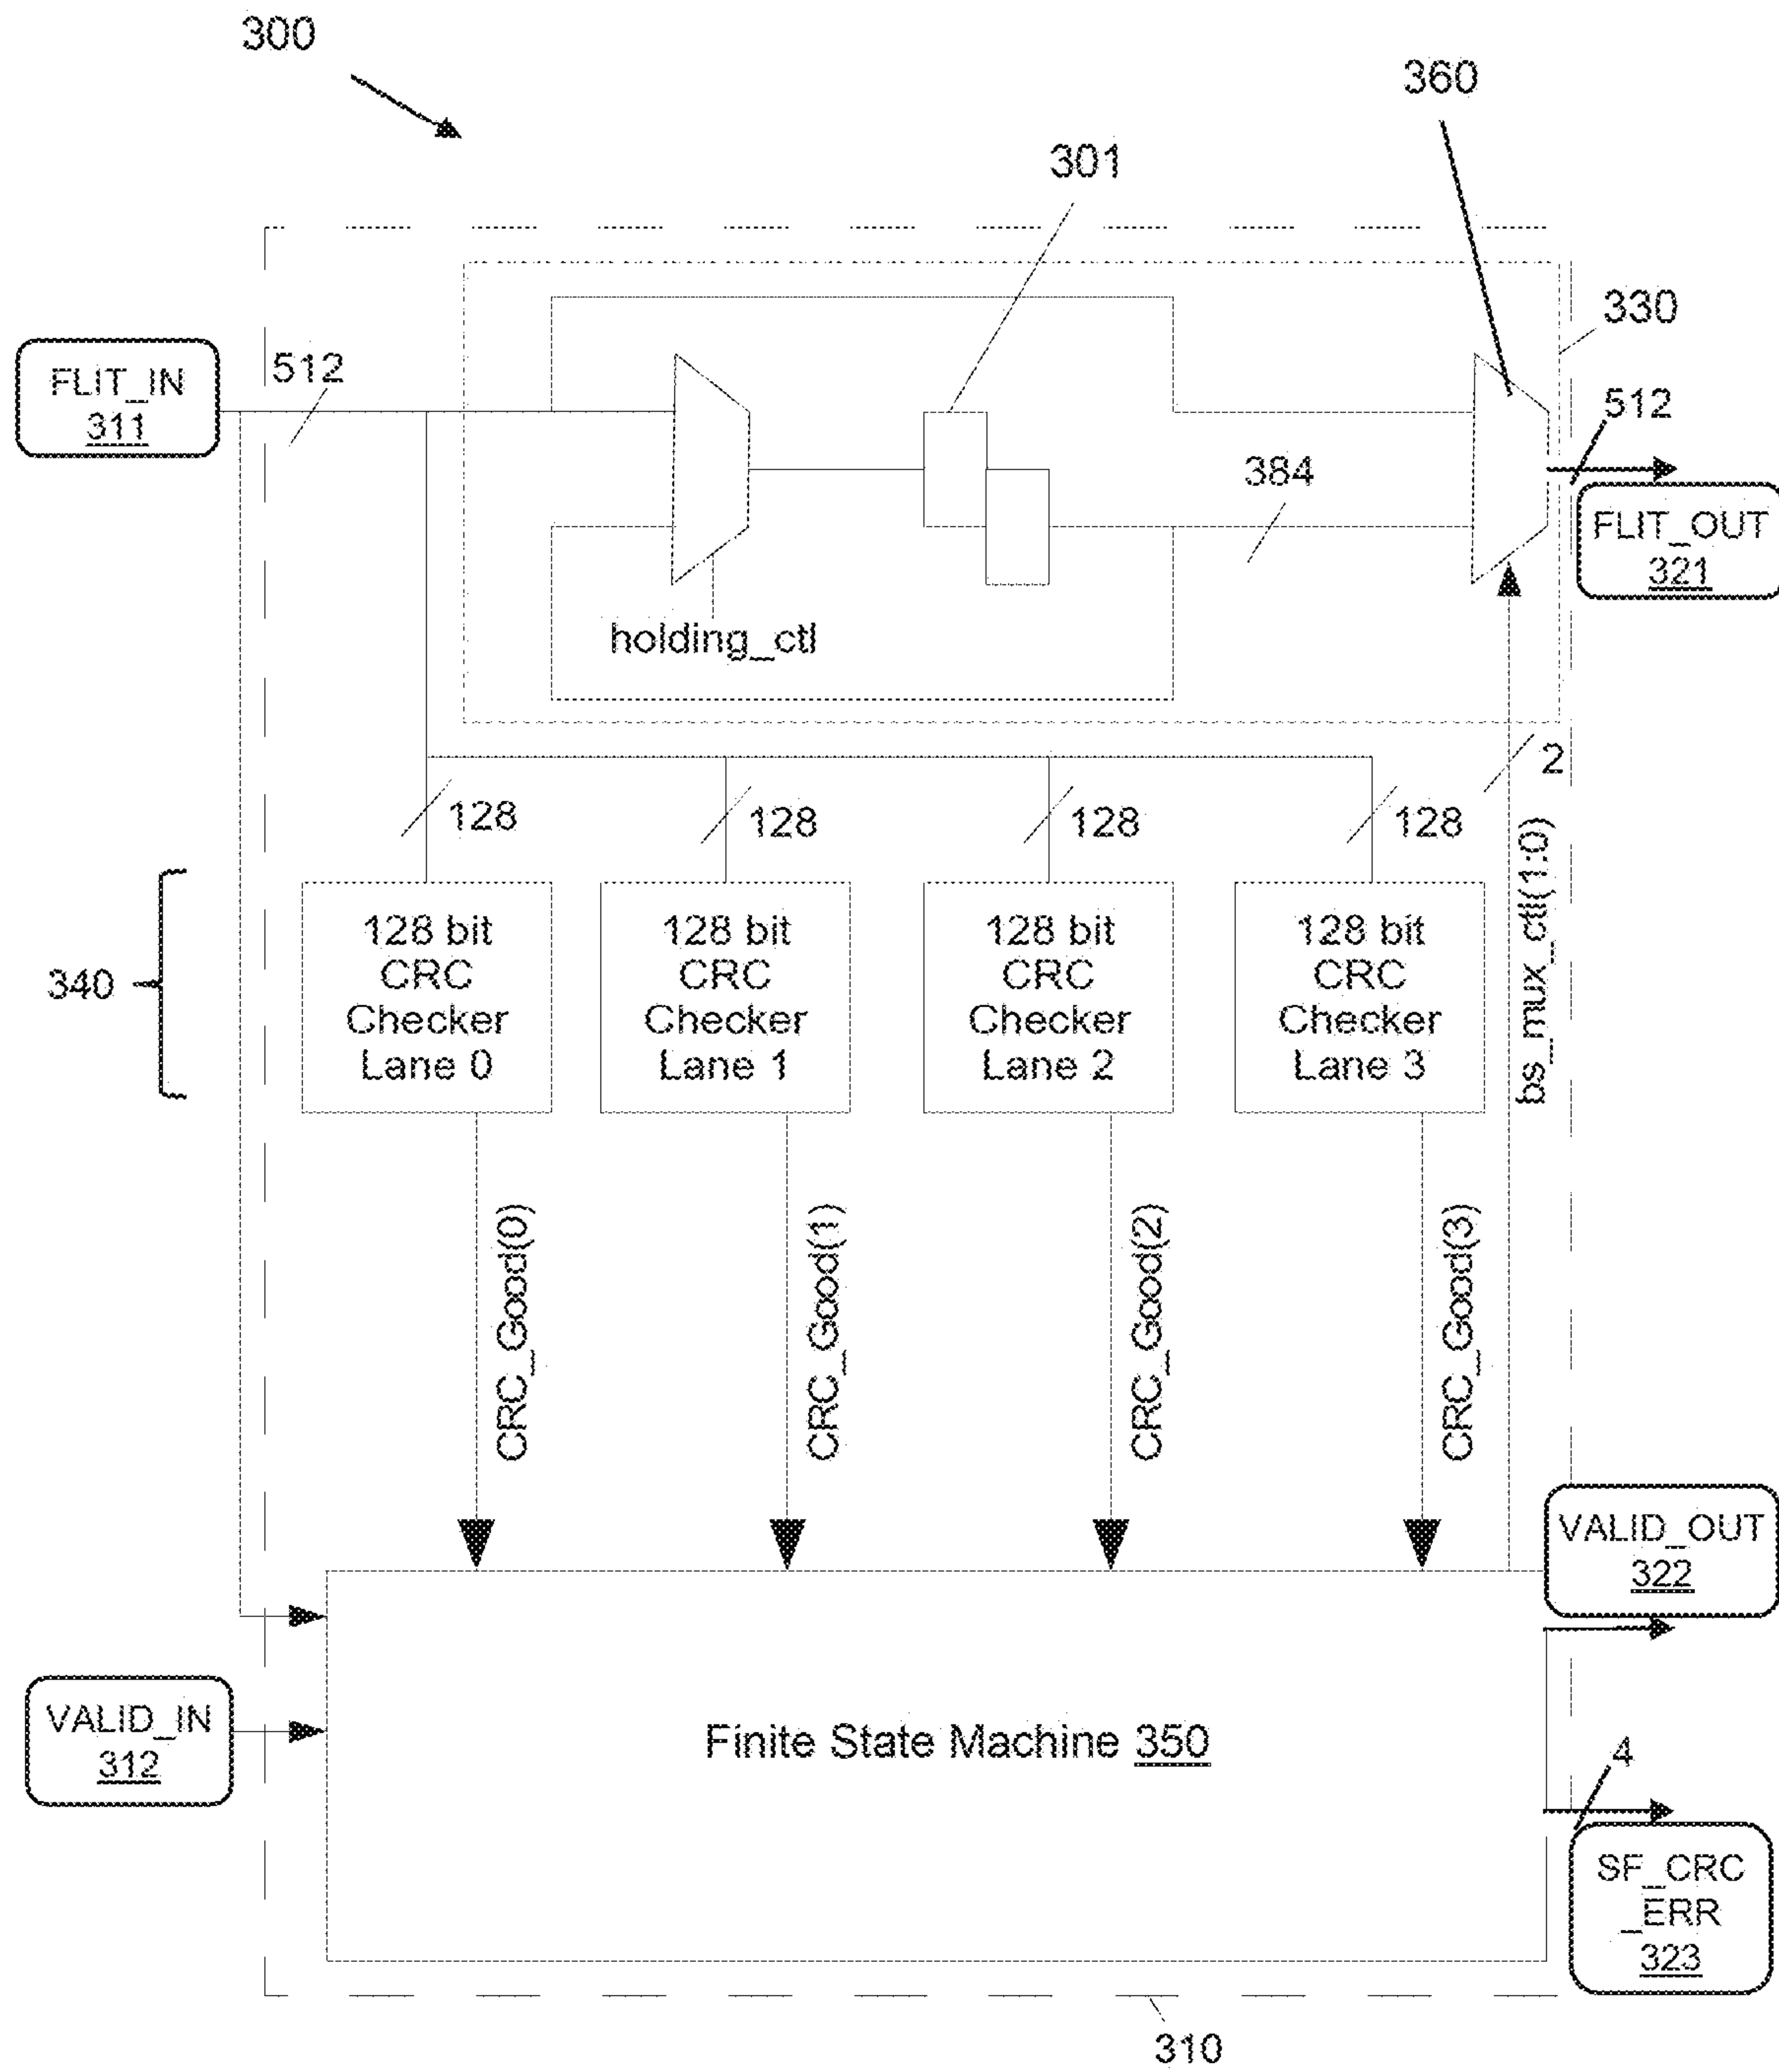 300
360
301
330
FLIT_IN
311
512
512
384
FLIT_OUT
321
holding_ctl
2
128
128
128
128
bs_mux_ctl(1:0)
340
128 bit
CRC
Checker
Lane 0
128 bit
CRC
Checker
Lane 1
128 bit
CRC
Checker
Lane 2
128 bit
CRC
Checker
Lane 3
CRC_Good(0)
CRC_Good(1)
CRC_Good(2)
CRC_Good(3)
VALID_OUT
322
VALID_IN
312
Finite State Machine 350
4
SF_CRC
_ERR
323
310